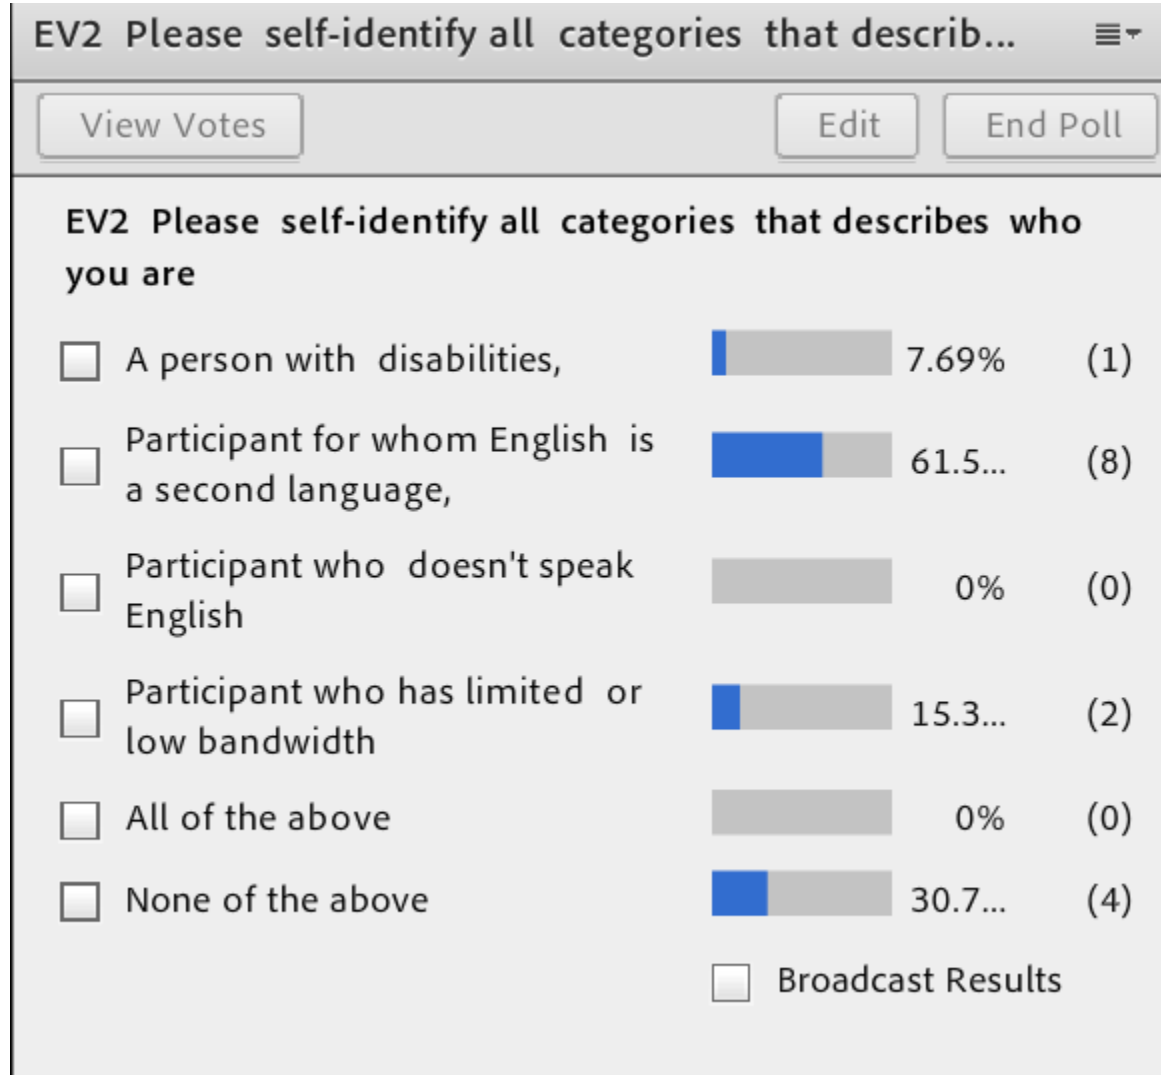 EV2 Please self-identify all categories that describ...
View Votes
Edit
End Poll
EV2 Please self-identify all categories that describes who
you are
A person with disabilities,
7.69%
(1)
Participant for whom English is
a second language,
61.5...
(8)
Participant who doesn't speak
English
0%
(0)
Participant who has limited or
low bandwidth
15.3...
(2)
All of the above
0%
(0)
None of the above
30.7...
(4)
Broadcast Results